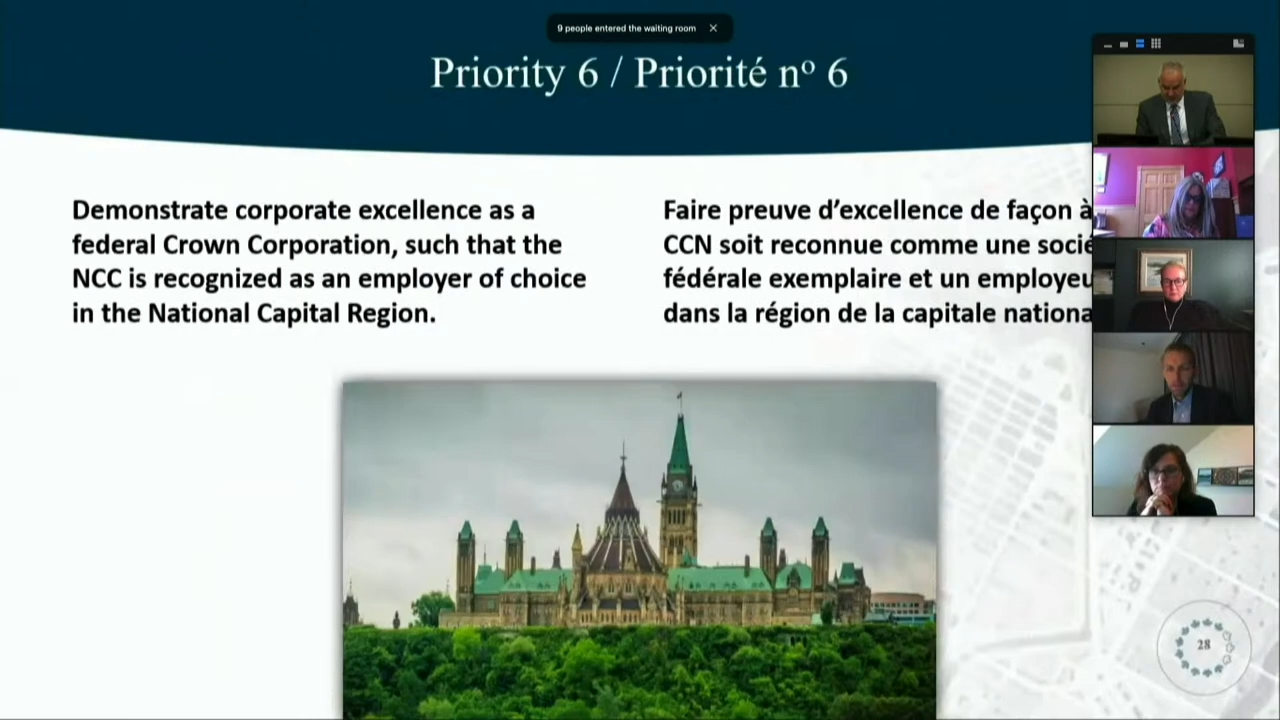 9 people entered the waiting room
Priority 6 / Priorité nº 6
Demonstrate corporate excellence as a
federal Crown Corporation, such that the
NCC is recognized as an employer of choice
in the National Capital Region.
Faire preuve d’excellence de façon à
CCN soit reconnue comme une socié
fédérale exemplaire et un employeu
dans la région de la capitale nationa
28